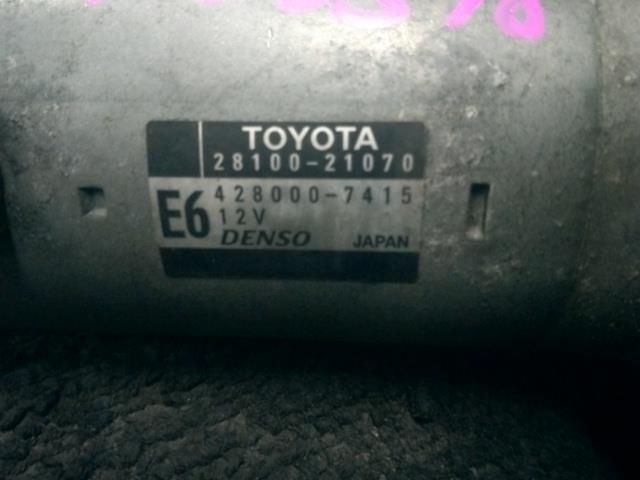 TOYOTA
28100-21070
E6
428000-7415
12V
DENSO JAPAN